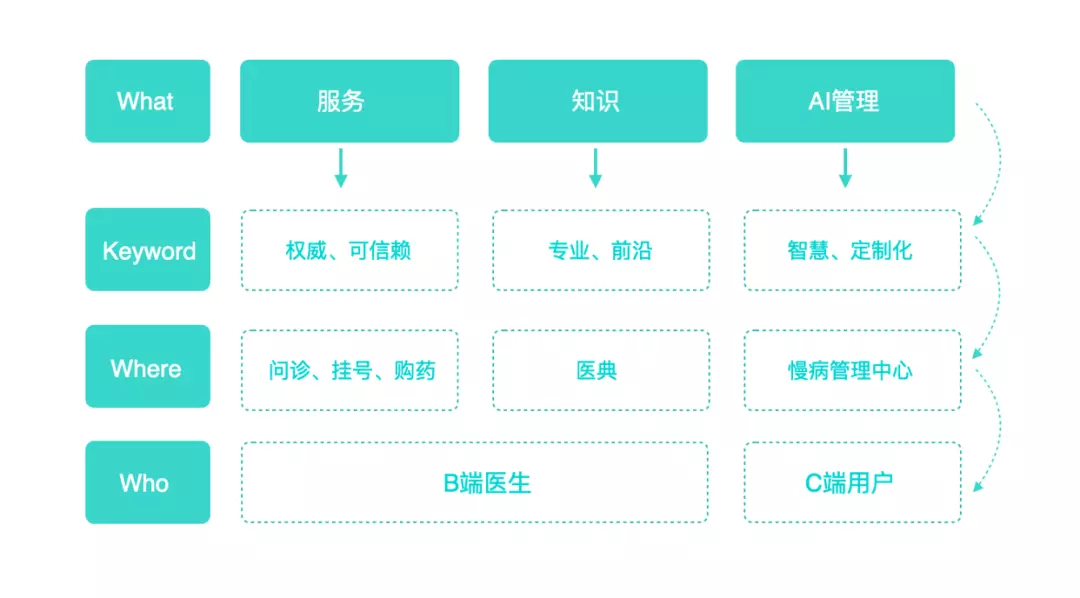 What
服务
知识
AI管理
Keyword
权威、可信赖
专业、前沿
智慧、定制化
Where
问诊、挂号、购药
医典
慢病管理中心
Who
B端医生
C端用户